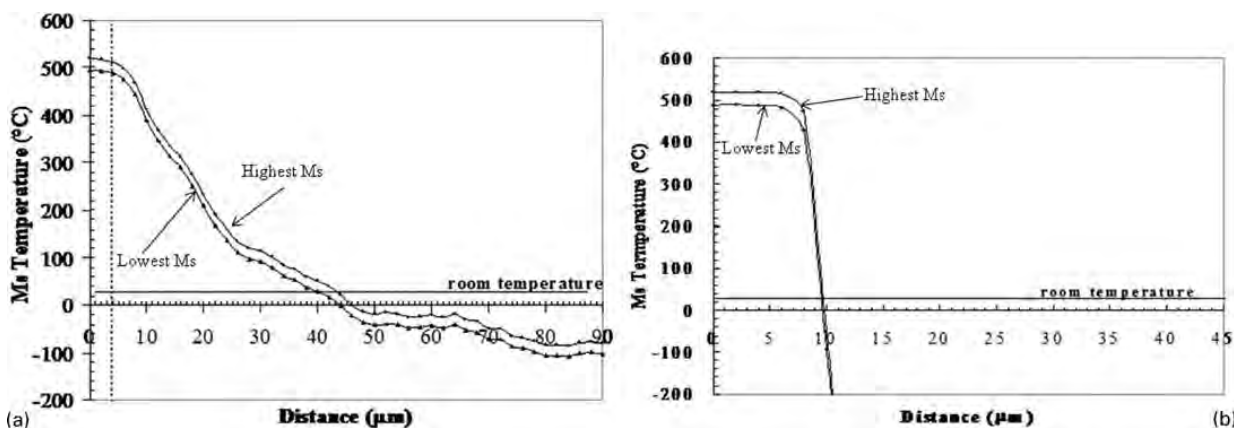 600
500
400
300
200
100
0
-100
-200
Ms Temperature (°C)
Highest Ms
Lowest Ms
room temperature
0 10 20 30 40 50 60 70 80 90
Distance (µm)
(a)
600
500
400
300
200
100
0
-100
-200
Ms Termperature (°C)
Highest Ms
Lowest Ms
room temperature
0 5 10 15 20 25 30 35 40 45
Distance (µm)
(b)